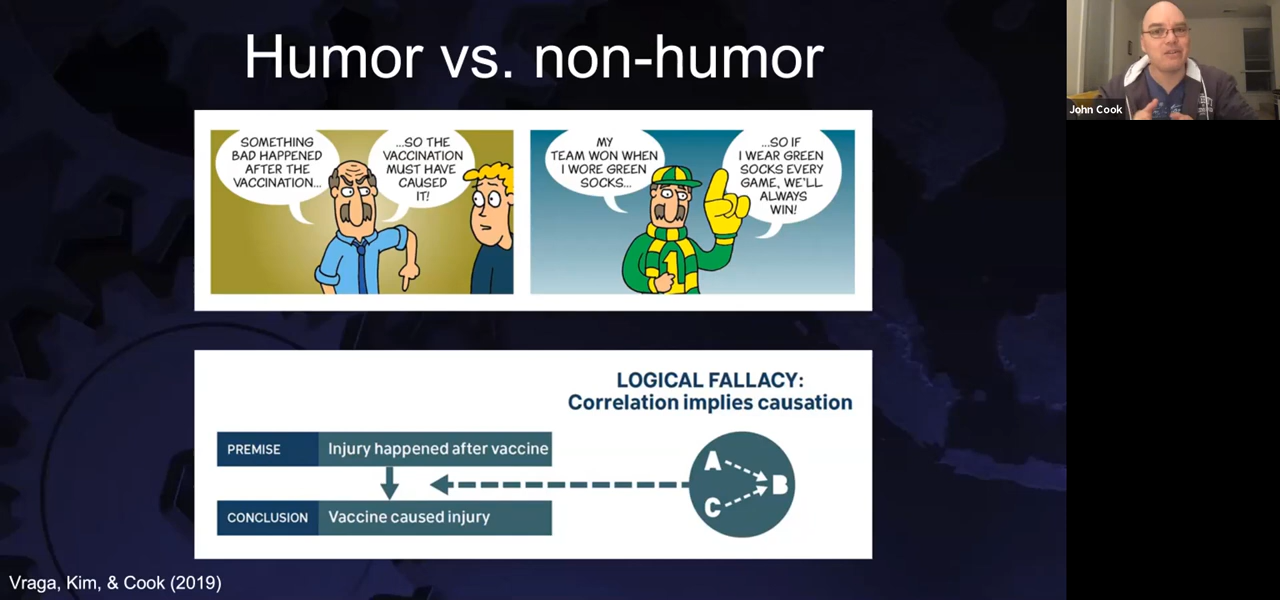 Humor vs. non-humor
SOMETHING
BAD HAPPENED
AFTER THE
VACCINATION...
...SO THE
VACCINATION
MUST HAVE
CAUSED
IT!
MY
TEAM WON WHEN
I WORE GREEN
SOCKS...
...SO IF
I WEAR GREEN
SOCKS EVERY
GAME, WE'LL
ALWAYS
WIN!
1
LOGICAL FALLACY:
Correlation implies causation
PREMISE Injury happened after vaccine
CONCLUSION Vaccine caused injury
A
B
C
Vraga, Kim, & Cook (2019)
John Cook